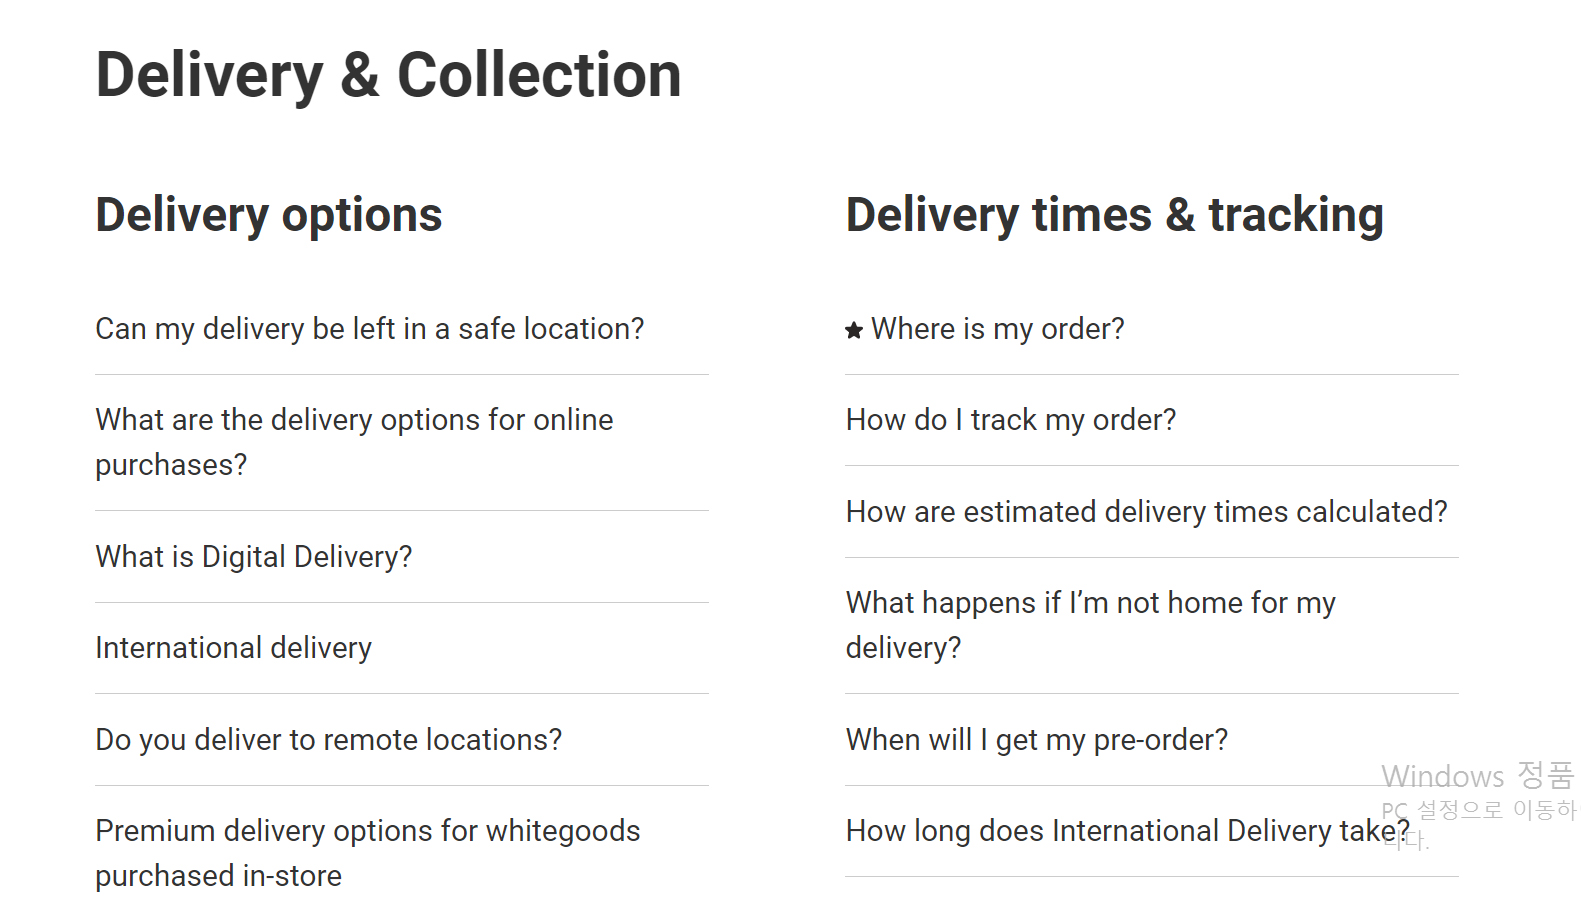 Delivery & Collection
Delivery options
Can my delivery be left in a safe location?
What are the delivery options for online
purchases?
What is Digital Delivery?
International delivery
Do you deliver to remote locations?
Premium delivery options for whitegoods
purchased in-store
Delivery times & tracking
★ Where is my order?
How do I track my order?
How are estimated delivery times calculated?
What happens if I’m not home for my
delivery?
When will I get my pre-order?
How long does International Delivery take?
Windows 정품
PC 설정으로 이동하
니다.